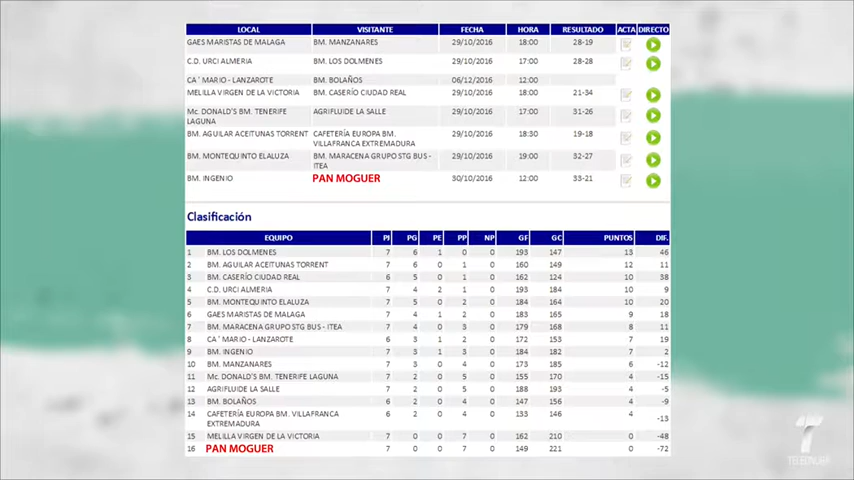 LOCAL VISITANTE FECHA HORA RESULTADO ACTA DIRECTO
GAES MARISTAS DE MALAGA BM. MANZANARES 29/10/2016 18:00 28-19
C.D. URCI ALMERIA BM. LOS DOLMENES 29/10/2016 17:00 28-28
CA´ MARIO - LANZAROTE BM. BOLAÑOS 06/12/2016 12:00
MELILLA VIRGEN DE LA VICTORIA BM. CASERÍO CIUDAD REAL 29/10/2016 18:00 21-34
Mc. DONALD'S BM. TENERIFE LAGUNA AGRIFLUIDE LA SALLE 29/10/2016 17:00 31-26
BM. AGUILAR ACEITUNAS TORRENT CAFETERÍA EUROPA BM. VILLAFRANCA EXTREMADURA 29/10/2016 18:30 19-18
BM. MONTEQUINTO ELALUZA BM. MARACENA GRUPO STG BUS - ITEA 29/10/2016 19:00 32-27
BM. INGENIO PAN MOGUER 30/10/2016 12:00 33-21
Clasificación
EQUIPO PJ PG PE PP NP GF GC PUNTOS DIF.
1 BM. LOS DOLMENES 7 6 1 0 0 193 147 13 46
2 BM. AGUILAR ACEITUNAS TORRENT 7 6 0 1 0 160 149 12 11
3 BM. CASERÍO CIUDAD REAL 6 5 0 1 0 162 124 10 38
4 C.D. URCI ALMERIA 7 4 2 1 0 193 184 10 9
5 BM. MONTEQUINTO ELALUZA 7 5 0 2 0 184 164 10 20
6 GAES MARISTAS DE MALAGA 7 4 1 2 0 183 165 9 18
7 BM. MARACENA GRUPO STG BUS - ITEA 7 4 0 3 0 179 168 8 11
8 CA´ MARIO - LANZAROTE 6 3 1 2 0 172 153 7 19
9 BM. INGENIO 7 3 1 3 0 184 182 7 2
10 BM. MANZANARES 7 3 0 4 0 173 185 6 -12
11 Mc. DONALD'S BM. TENERIFE LAGUNA 7 2 0 5 0 155 170 4 -15
12 AGRIFLUIDE LA SALLE 7 2 0 5 0 188 193 4 -5
13 BM. BOLAÑOS 6 2 0 4 0 147 156 4 -9
14 CAFETERÍA EUROPA BM. VILLAFRANCA EXTREMADURA 6 2 0 4 0 133 146 4 -13
15 MELILLA VIRGEN DE LA VICTORIA 7 0 0 7 0 162 210 0 -48
16 PAN MOGUER 7 0 0 7 0 149 221 0 -72
TELEONUBA